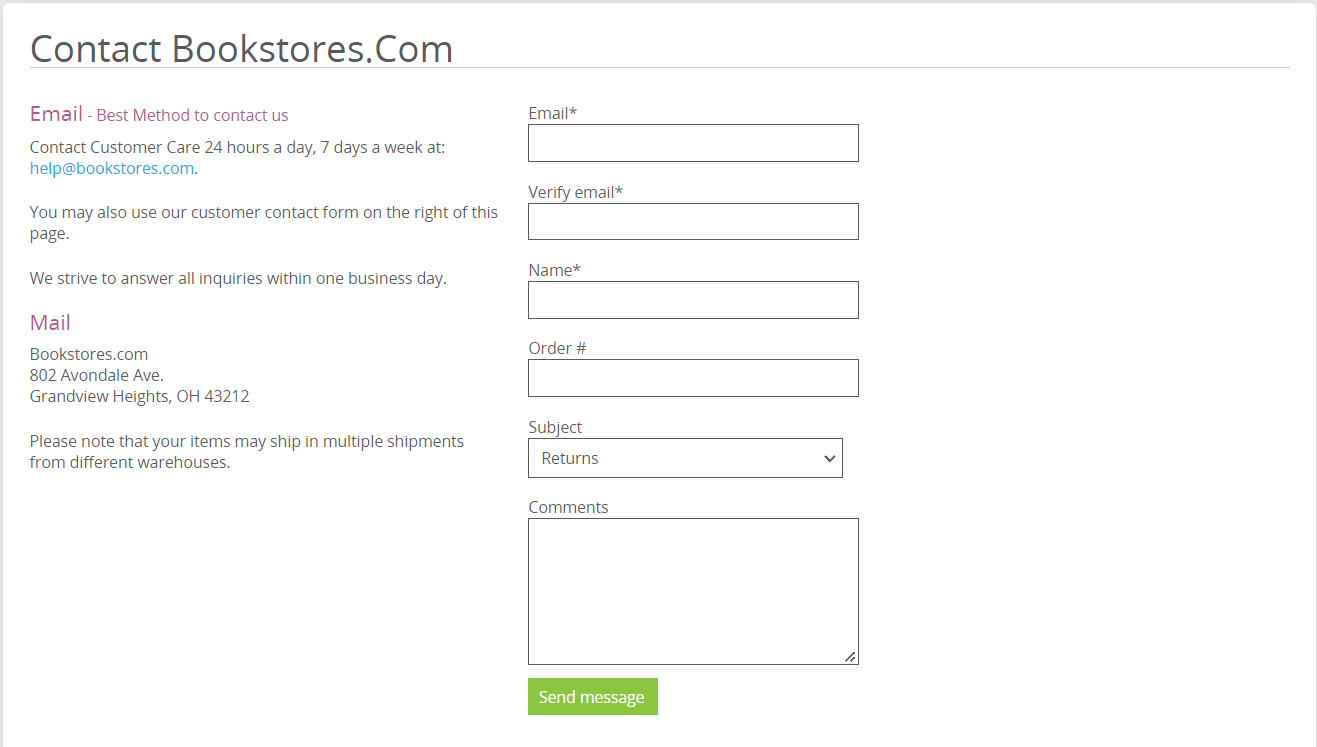 Contact Bookstores.Com
Email - Best Method to contact us
Contact Customer Care 24 hours a day, 7 days a week at:
help@bookstores.com.
You may also use our customer contact form on the right of this
page.
We strive to answer all inquiries within one business day.
Mail
Bookstores.com
802 Avondale Ave.
Grandview Heights, OH 43212
Please note that your items may ship in multiple shipments
from different warehouses.
Email*
Verify email*
Name*
Order #
Subject
Returns
Comments
Send message